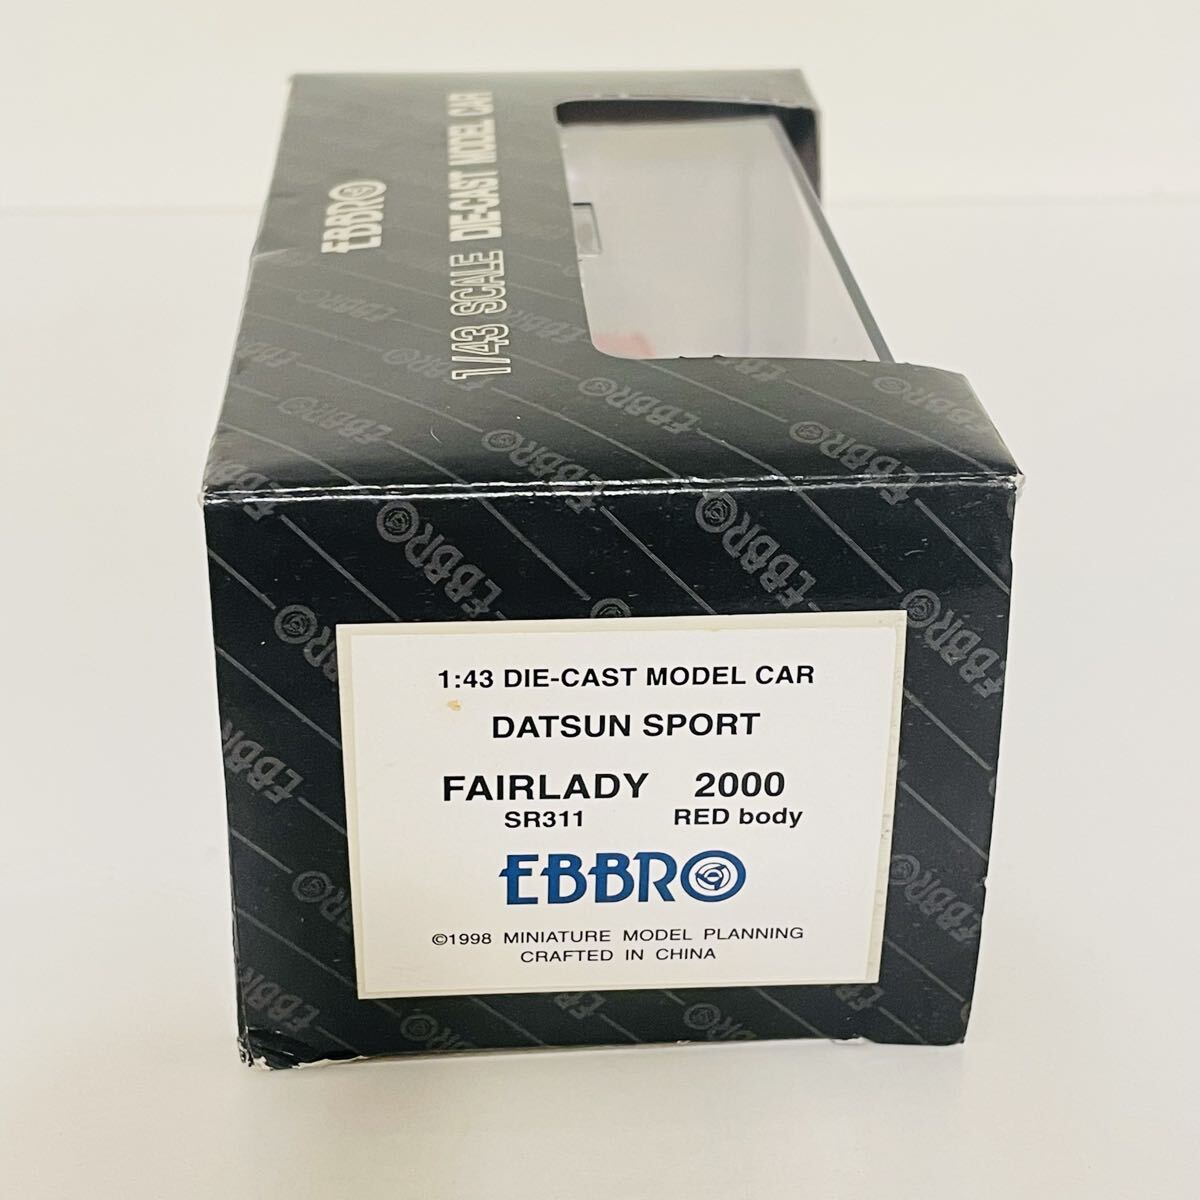 EBBRO
1/43 SCALE DIE-CAST MODEL CAR
1:43 DIE-CAST MODEL CAR
DATSUN SPORT
FAIRLADY 2000
SR311 RED body
EBBRO
©1998 MINIATURE MODEL PLANNING
CRAFTED IN CHINA